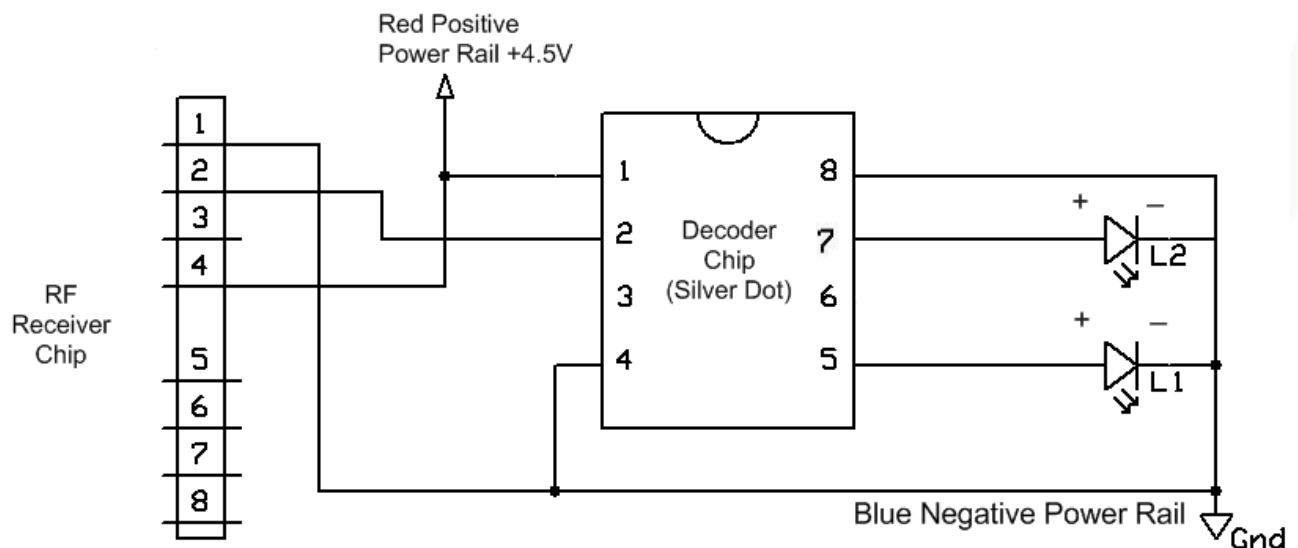 Red Positive
Power Rail +4.5V
1
2
3
4
5
6
7
8
RF
Receiver
Chip
1
2
3
4
Decoder
Chip
(Silver Dot)
8
7
6
5
+ −
L2
+ −
L1
Blue Negative Power Rail
Gnd